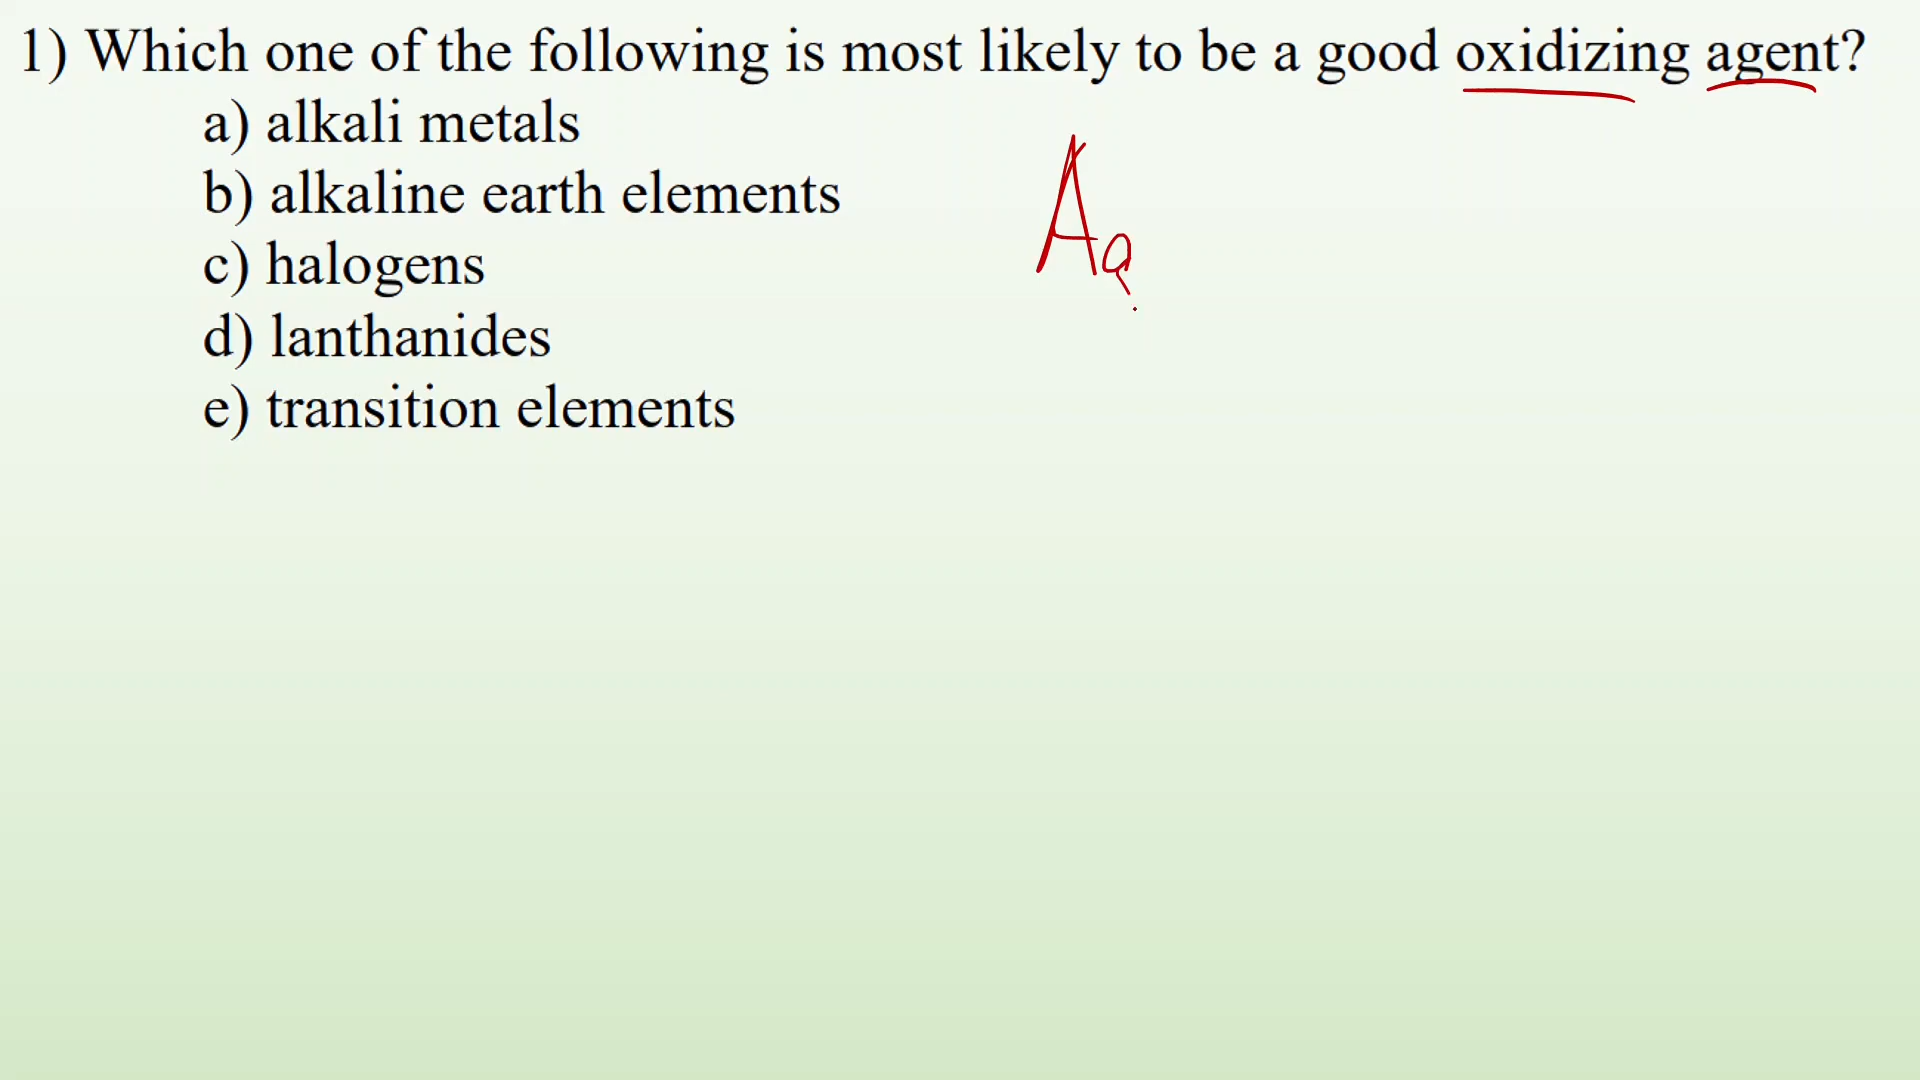 1) Which one of the following is most likely to be a good oxidizing agent?
a) alkali metals
b) alkaline earth elements
c) halogens
d) lanthanides
e) transition elements